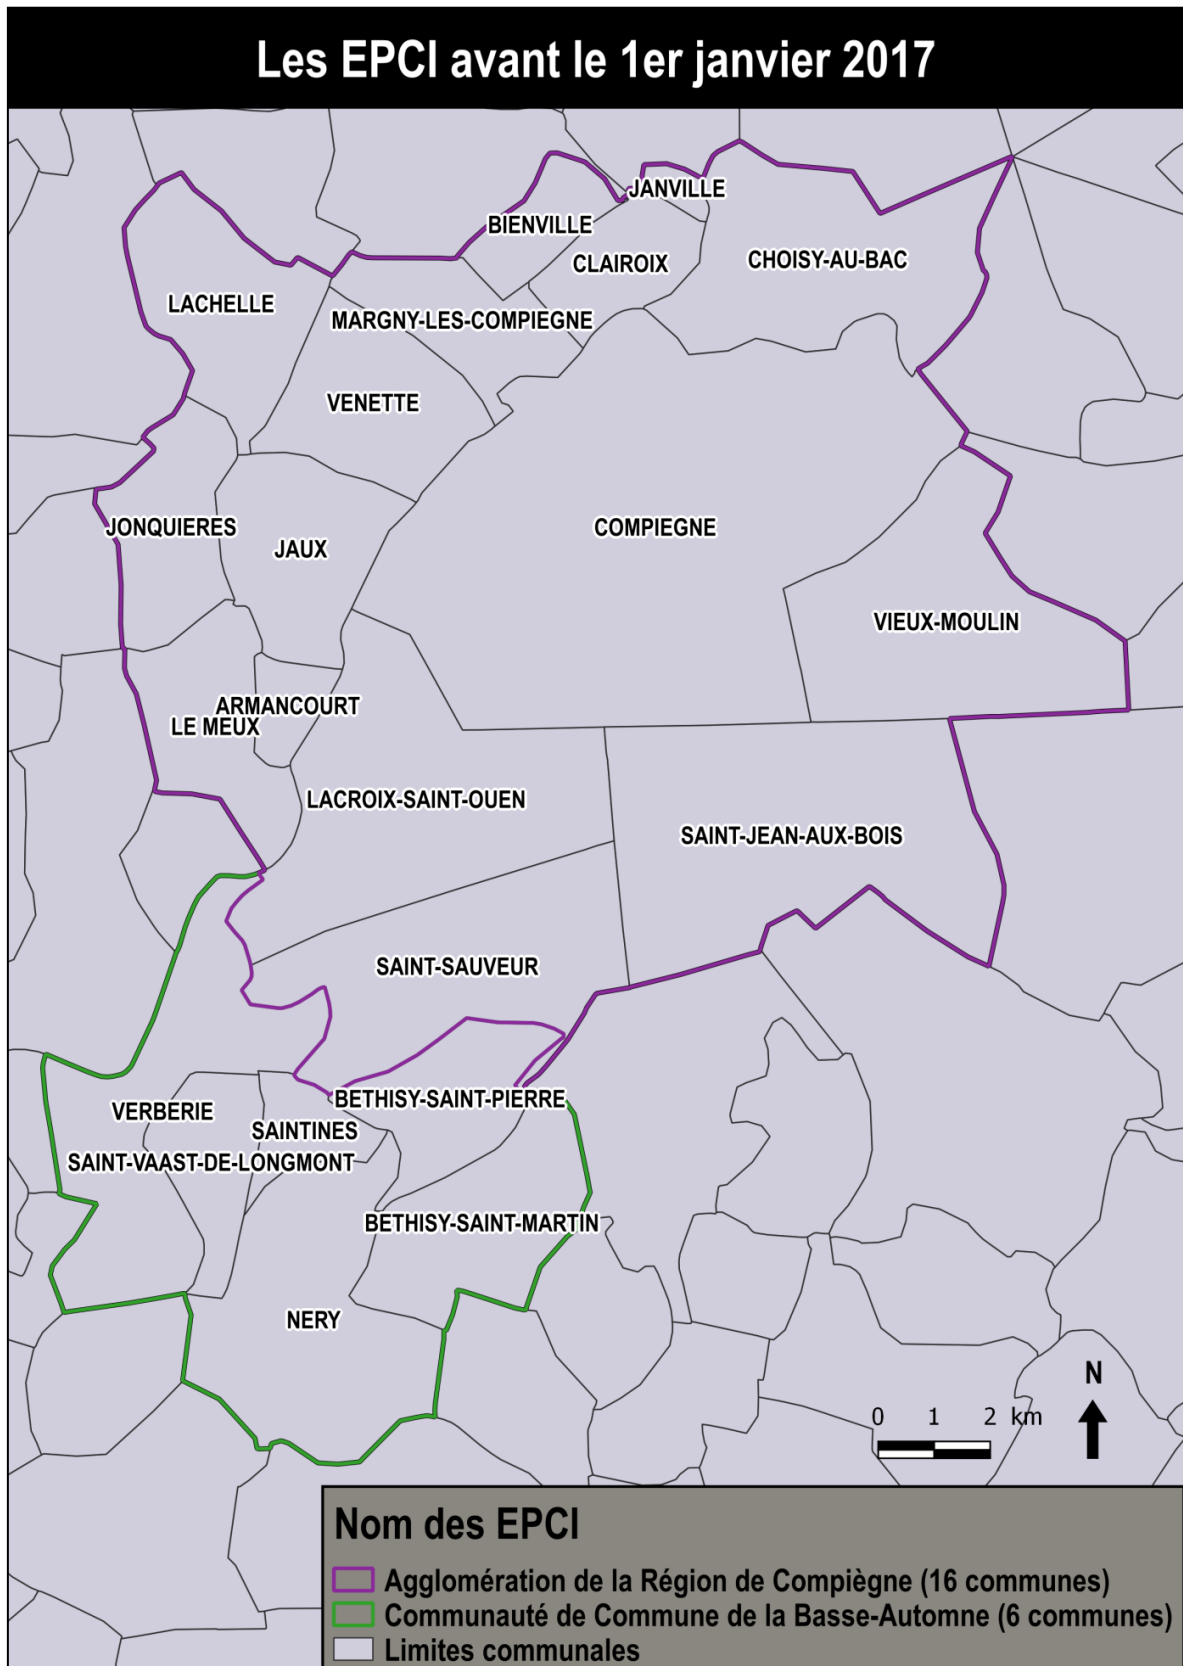 Les EPCI avant le 1er janvier 2017
JANVILLE
BIENVILLE
CLAIROIX
CHOISY-AU-BAC
LACHELLE
MARGNY-LES-COMPIEGNE
VENETTE
JONQUIERES
COMPIEGNE
JAUX
VIEUX-MOULIN
ARMANCOURT
LE MEUX
LACROIX-SAINT-OUEN
SAINT-JEAN-AUX-BOIS
SAINT-SAUVEUR
BETHISY-SAINT-PIERRE
VERBERIE
SAINTINES
SAINT-VAAST-DE-LONGMONT
BETHISY-SAINT-MARTIN
NERY
N
0 1 2 km
Nom des EPCI
Agglomération de la Région de Compiègne (16 communes)
Communauté de Commune de la Basse-Automne (6 communes)
Limites communales